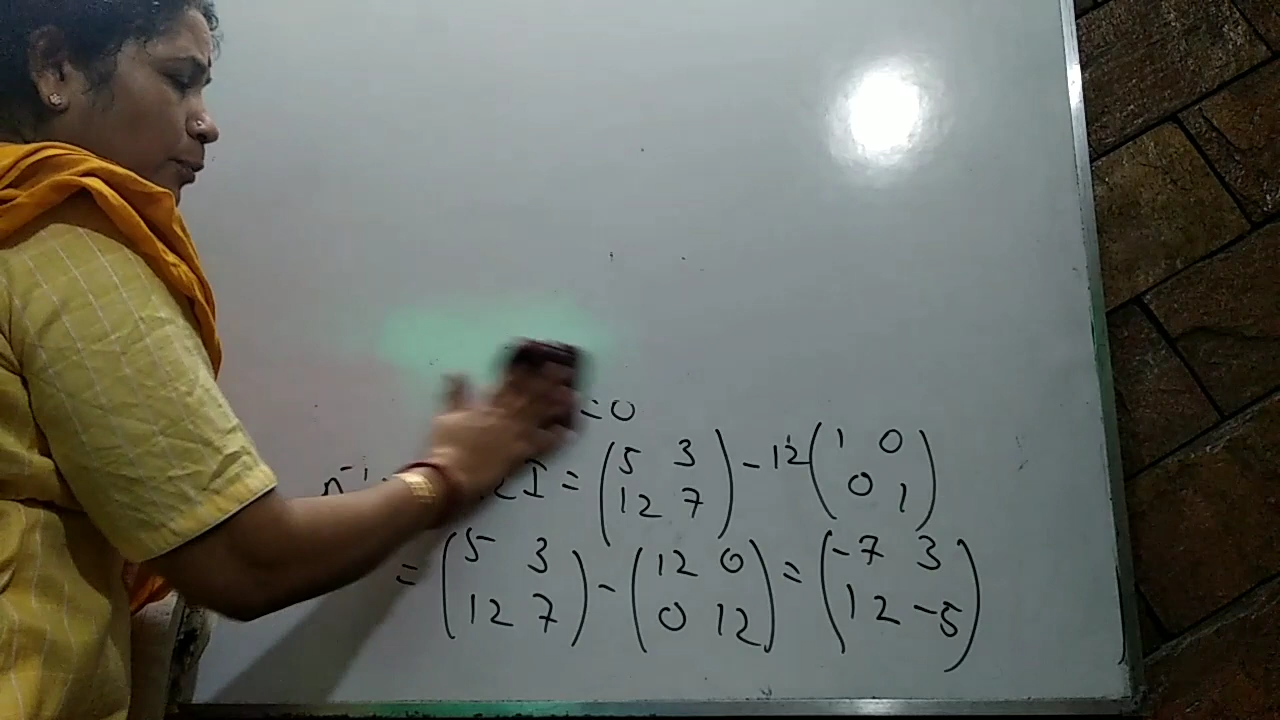 =0
I = (5 3 12 7) - 12 (1 0 0 1)
= (5 3 12 7) - (12 0 0 12) = (-7 3 12 -5)